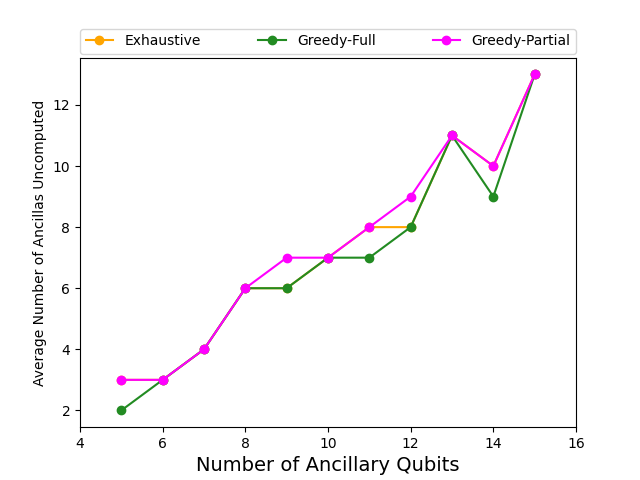 Exhaustive Greedy-Full Greedy-Partial
Average Number of Ancillas Uncomputed
12
10
8
6
4
2
4 6 8 10 12 14 16
Number of Ancillary Qubits